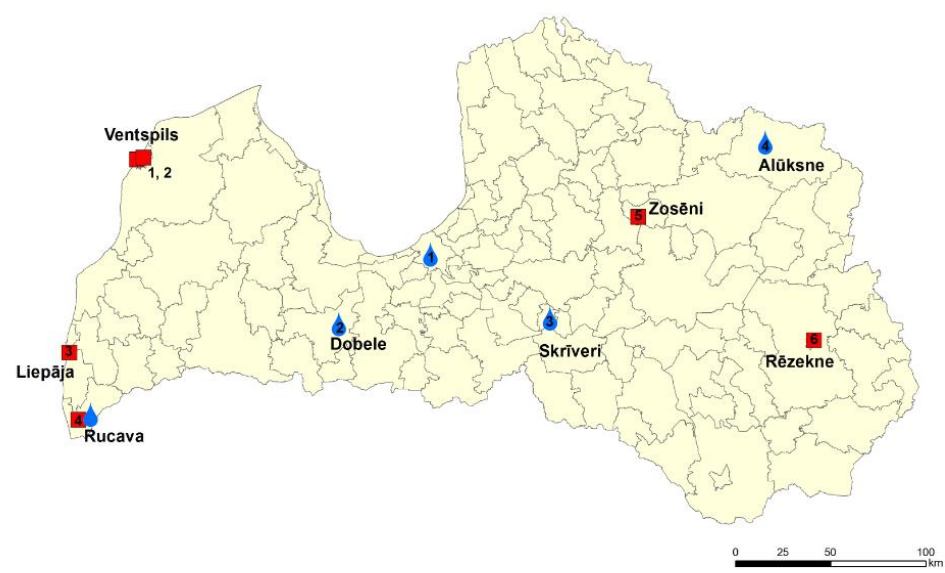 Ventspils
1, 2
4
Alūksne
5 Zosēni
1
2
Dobele
3
Skrīveri
6
Rēzekne
3
Liepāja
4
Rucava
0 25 50 100
km